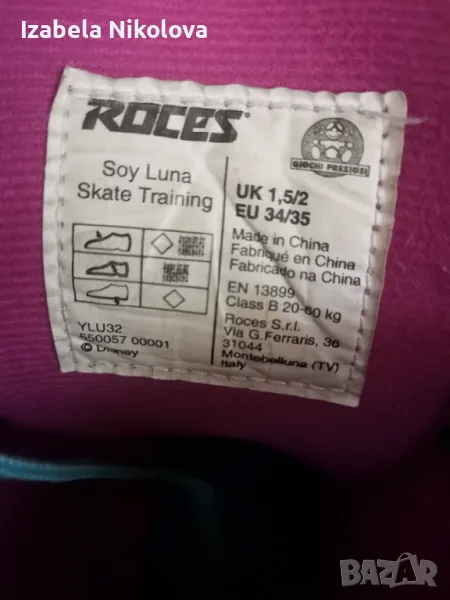 Izabela Nikolova
ROCES
GIOCHI PREZIOSI
Soy Luna
Skate Training
YLU32
550057 00001
© Disney
UK 1,5/2
EU 34/35
Made in China
Fabriqué en China
Fabricado na China
EN 13899
Class B 20-60 kg
Roces S.r.l.
Via G.Ferraris, 36
31044
Montebelluna (TV)
Italy
BAZAR